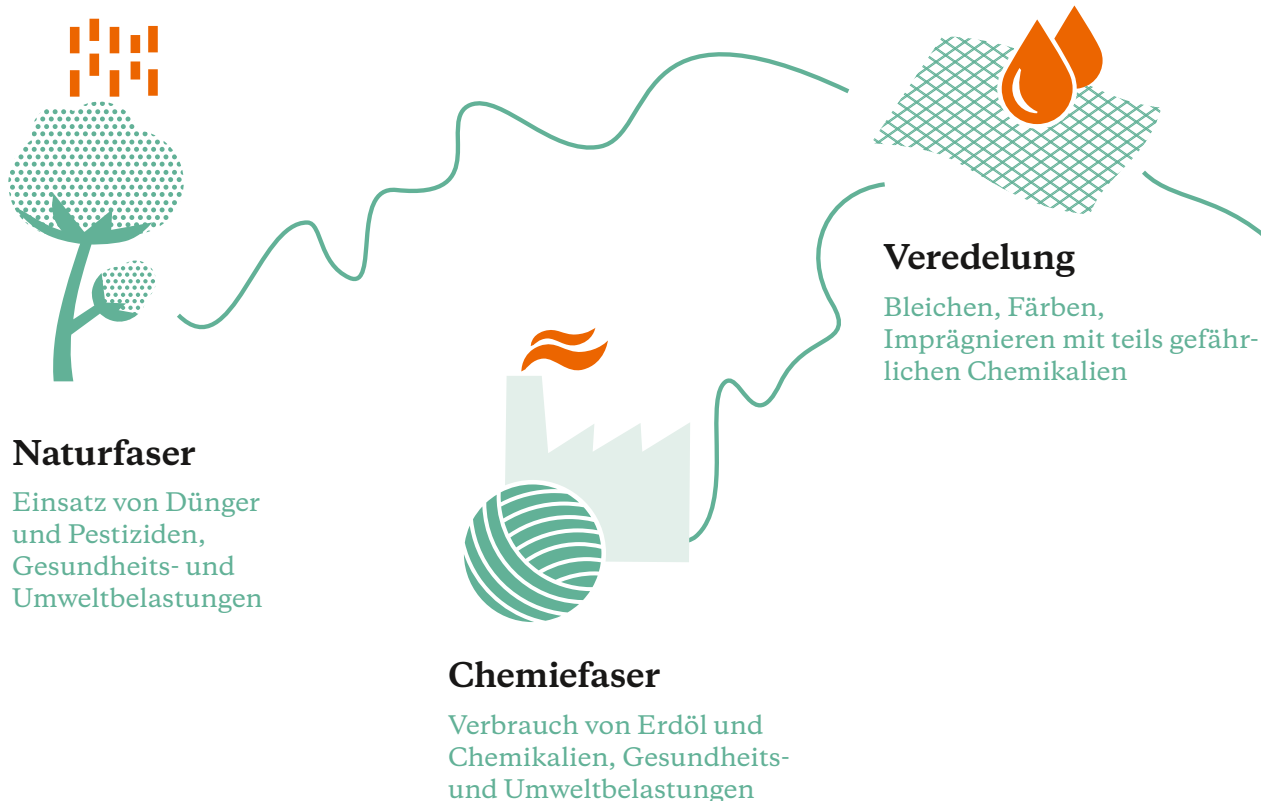 Naturfaser
Einsatz von Dünger
und Pestiziden,
Gesundheits- und
Umweltbelastungen
Chemiefaser
Verbrauch von Erdöl und
Chemikalien, Gesundheits-
und Umweltbelastungen
Veredelung
Bleichen, Färben,
Imprägnieren mit teils gefähr-
lichen Chemikalien